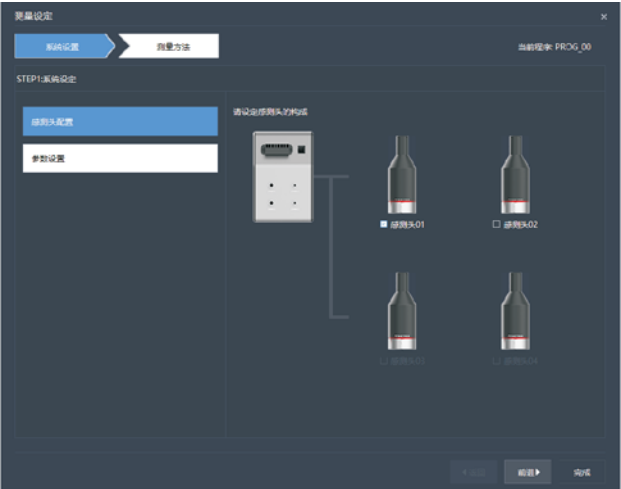 测量设定
系统设置
测量方法
当前程序: PROG_00
STEP1:系统设定
感测头配置
请设定感测头的构成
参数设置
感测头01
感测头02
感测头03
感测头04
前进
完成